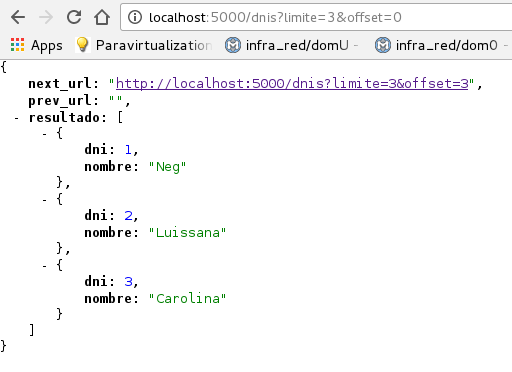 localhost:5000/dnis?limite=3&offset=0
Apps Paravirtualization infra_red/domU - infra_red/dom0 -
{
next_url: "http://localhost:5000/dnis?limite=3&offset=3",
prev_url: "",
- resultado: [
- {
dni: 1,
nombre: "Neg"
},
- {
dni: 2,
nombre: "Luissana"
},
- {
dni: 3,
nombre: "Carolina"
}
]
}